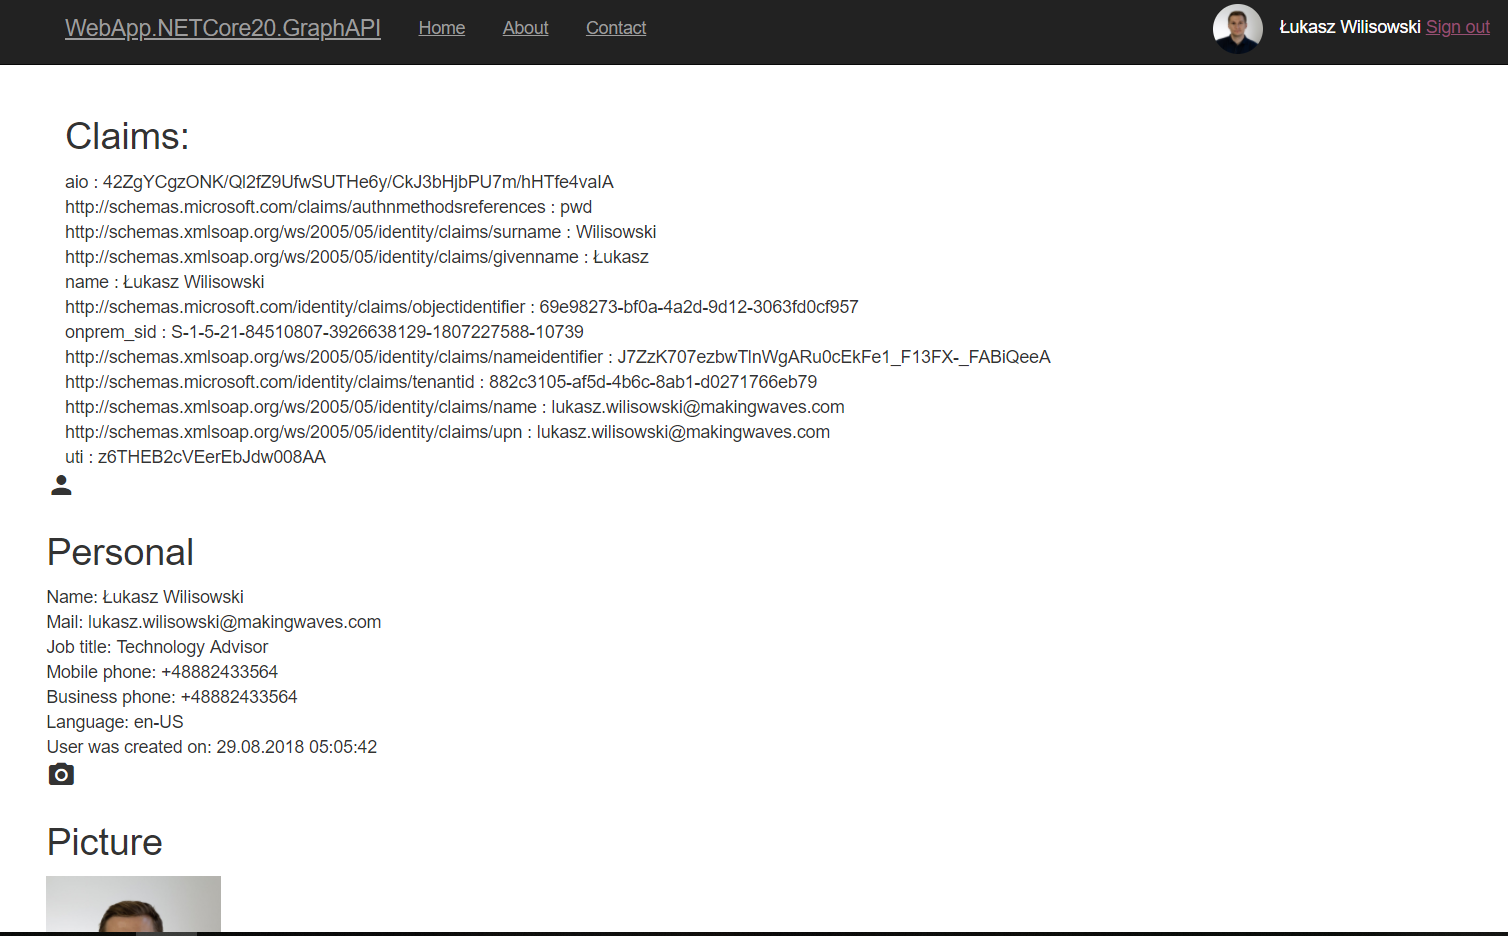 WebApp.NETCore20.GraphAPI Home About Contact Łukasz Wilisowski Sign out
Claims:
aio : 42ZgYCgzONK/Ql2fZ9UfwSUTHe6y/CkJ3bHjbPU7m/hHTfe4vaIA
http://schemas.microsoft.com/claims/authnmethodsreferences : pwd
http://schemas.xmlsoap.org/ws/2005/05/identity/claims/surname : Wilisowski
http://schemas.xmlsoap.org/ws/2005/05/identity/claims/givenname : Łukasz
name : Łukasz Wilisowski
http://schemas.microsoft.com/identity/claims/objectidentifier : 69e98273-bf0a-4a2d-9d12-3063fd0cf957
onprem_sid : S-1-5-21-84510807-3926638129-1807227588-10739
http://schemas.xmlsoap.org/ws/2005/05/identity/claims/nameidentifier : J7ZzK707ezbwTlnWgARu0cEkFe1_F13FX-_FABiQeeA
http://schemas.microsoft.com/identity/claims/tenantid : 882c3105-af5d-4b6c-8ab1-d0271766eb79
http://schemas.xmlsoap.org/ws/2005/05/identity/claims/name : lukasz.wilisowski@makingwaves.com
http://schemas.xmlsoap.org/ws/2005/05/identity/claims/upn : lukasz.wilisowski@makingwaves.com
uti : z6THEB2cVEerEbJdw008AA
Personal
Name: Łukasz Wilisowski
Mail: lukasz.wilisowski@makingwaves.com
Job title: Technology Advisor
Mobile phone: +48882433564
Business phone: +48882433564
Language: en-US
User was created on: 29.08.2018 05:05:42
Picture